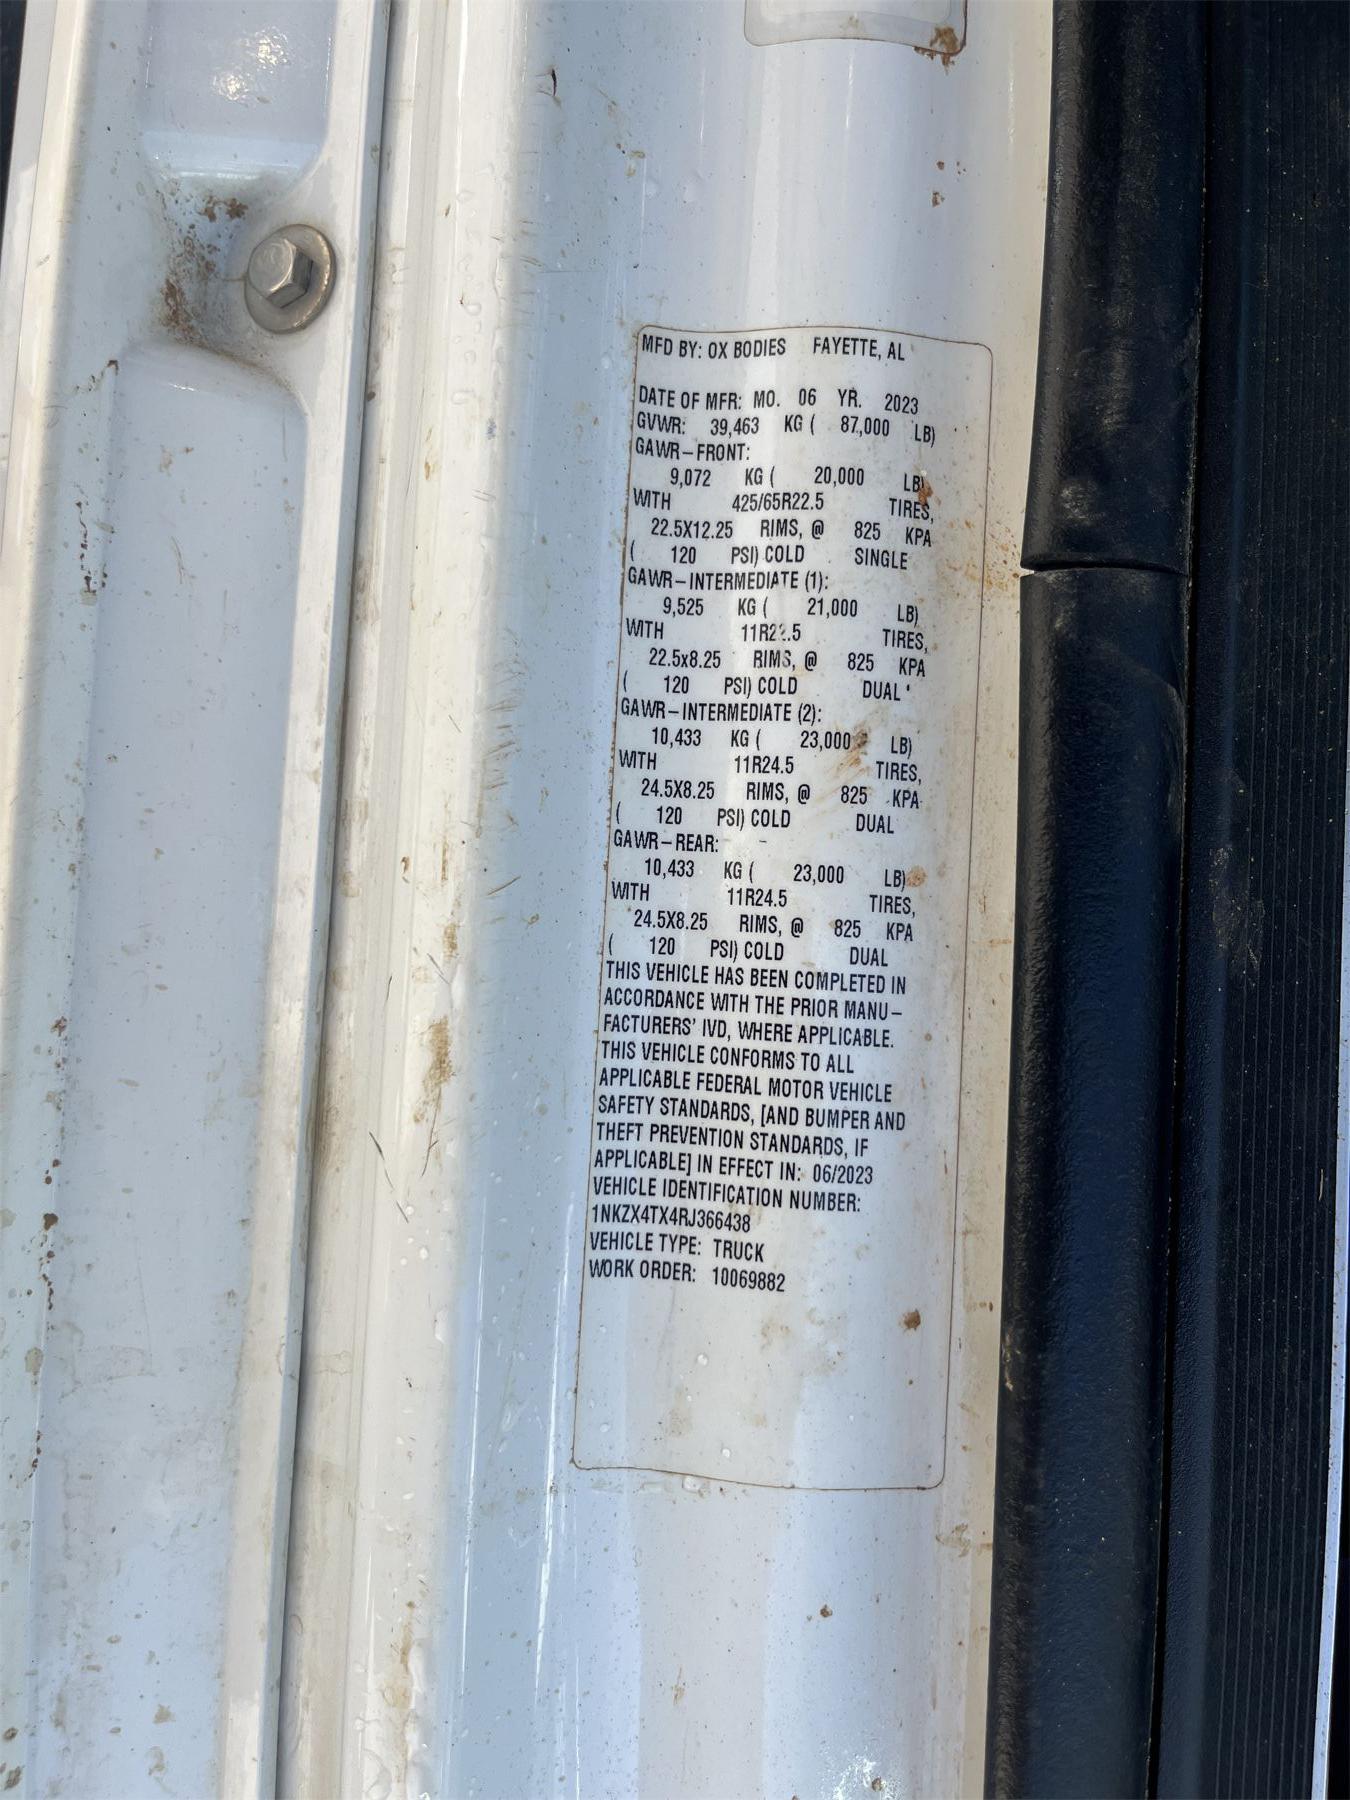 MFD BY: OX BODIES FAYETTE, AL
DATE OF MFR: MO. 06 YR. 2023
GVWR: 39,463 KG ( 87,000 LB)
GAWR-FRONT:
9,072 KG ( 20,000 LB)
WITH 425/65R22.5 TIRES,
22.5X12.25 RIMS, @ 825 KPA
( 120 PSI) COLD SINGLE
GAWR-INTERMEDIATE (1):
9,525 KG ( 21,000 LB)
WITH 11R22.5 TIRES,
22.5x8.25 RIMS, @ 825 KPA
( 120 PSI) COLD DUAL
GAWR-INTERMEDIATE (2):
10,433 KG ( 23,000 LB)
WITH 11R24.5 TIRES,
24.5X8.25 RIMS, @ 825 KPA
( 120 PSI) COLD DUAL
GAWR-REAR:
10,433 KG ( 23,000 LB)
WITH 11R24.5 TIRES,
24.5X8.25 RIMS, @ 825 KPA
( 120 PSI) COLD DUAL
THIS VEHICLE HAS BEEN COMPLETED IN
ACCORDANCE WITH THE PRIOR MANU-
FACTURERS' IVD, WHERE APPLICABLE.
THIS VEHICLE CONFORMS TO ALL
APPLICABLE FEDERAL MOTOR VEHICLE
SAFETY STANDARDS, [AND BUMPER AND
THEFT PREVENTION STANDARDS, IF
APPLICABLE] IN EFFECT IN: 06/2023
VEHICLE IDENTIFICATION NUMBER:
1NKZX4TX4RJ366438
VEHICLE TYPE: TRUCK
WORK ORDER: 10069882